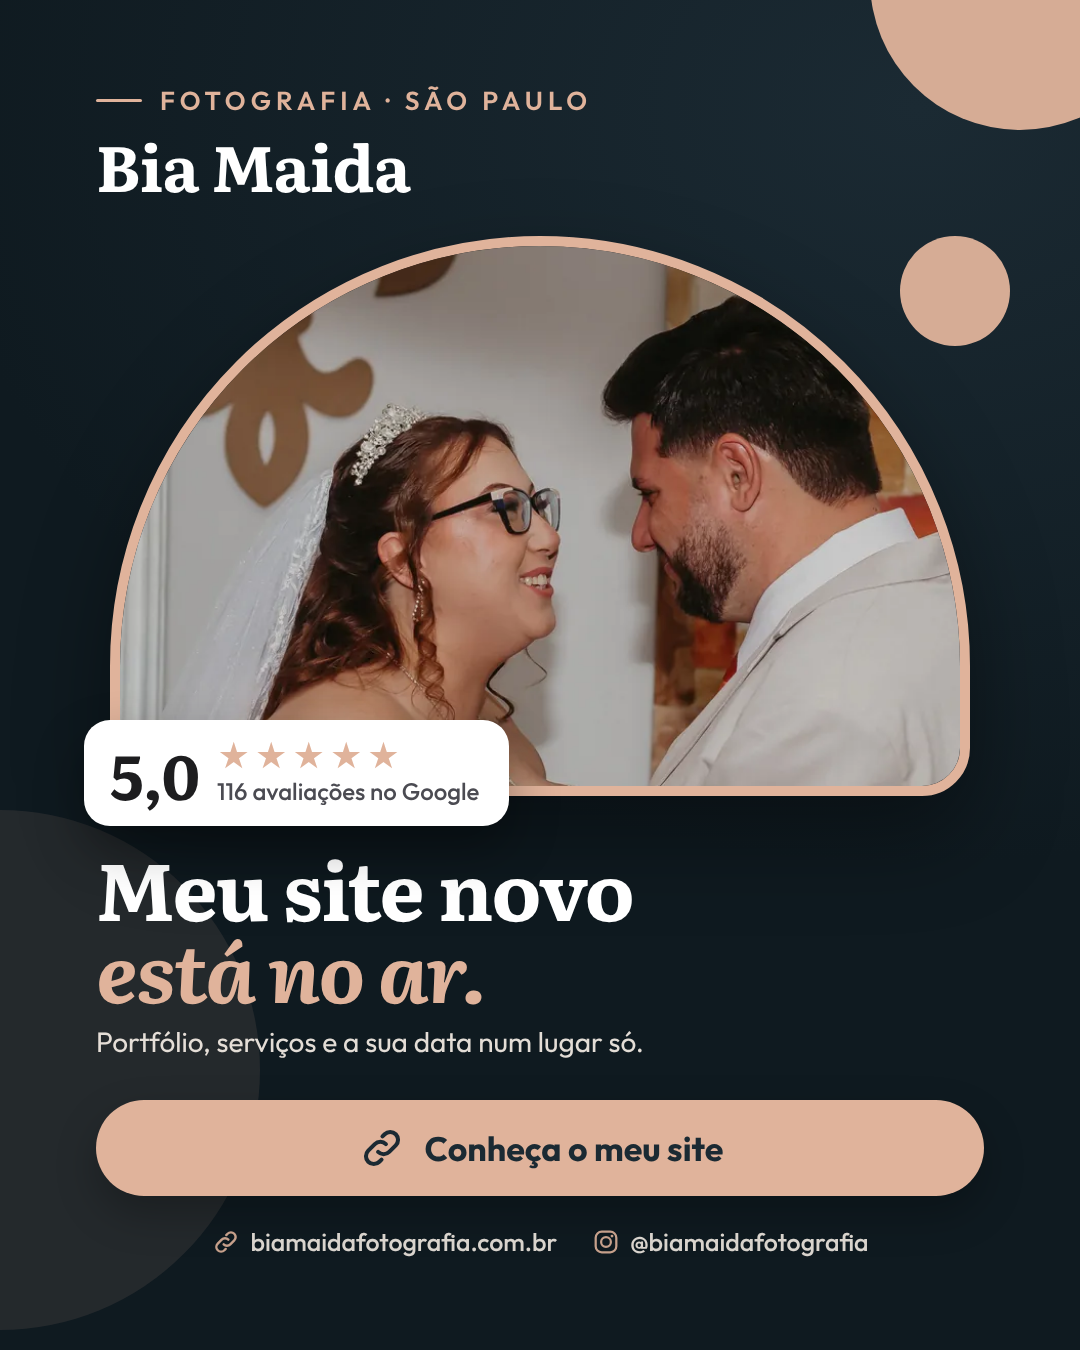 FOTOGRAFIA · SÃO PAULO
Bia Maida
5,0
★★★★★
116 avaliações no Google
Meu site novo
está no ar.
Portfólio, serviços e a sua data num lugar só.
Conheça o meu site
biamaidafotografia.com.br
@biamaidafotografia